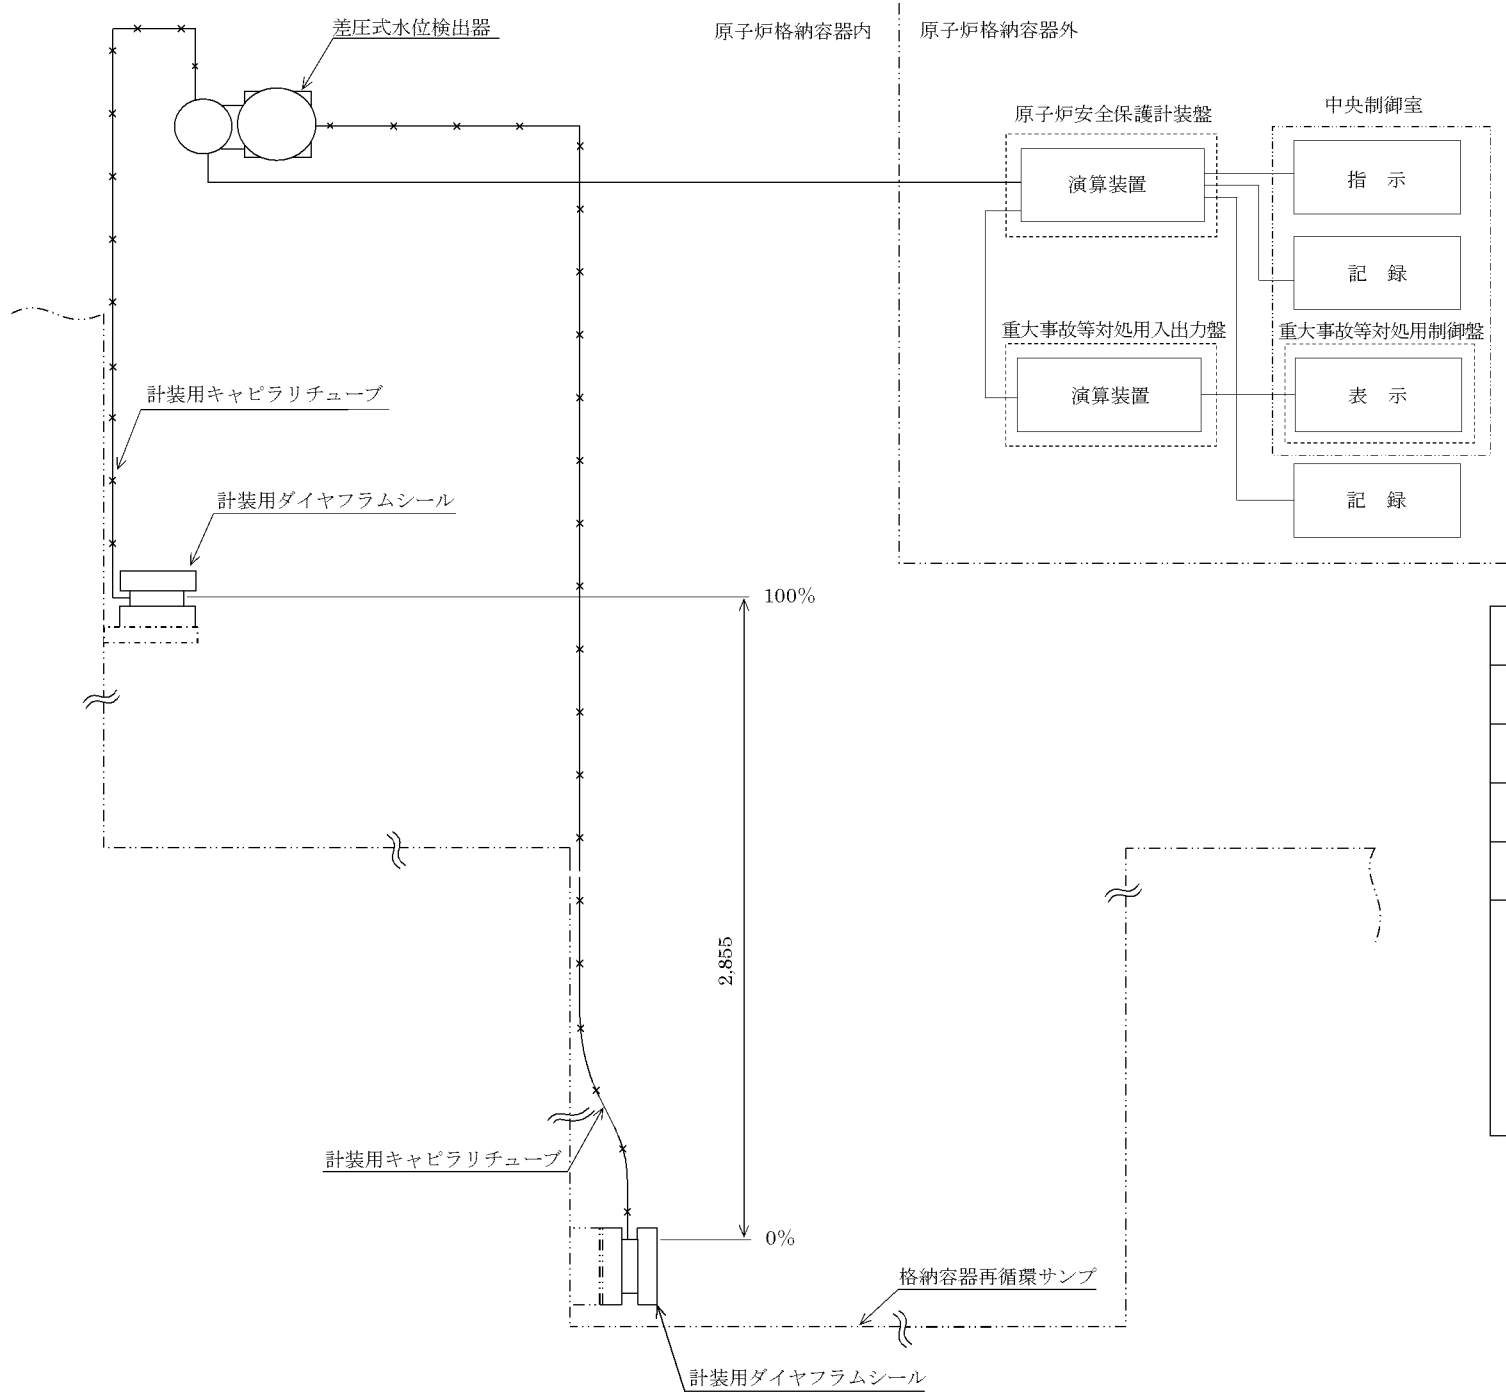 差圧式水位検出器
原子炉格納容器内
原子炉格納容器外
原子炉安全保護計装盤
中央制御室
演算装置
指　示
記　録
重大事故等対処用入出力盤
重大事故等対処用制御盤
演算装置
表　示
記　録
計装用キャピラリチューブ
計装用ダイヤフラムシール
100%
2,855
計装用キャピラリチューブ
0%
格納容器再循環サンプ
計装用ダイヤフラムシール